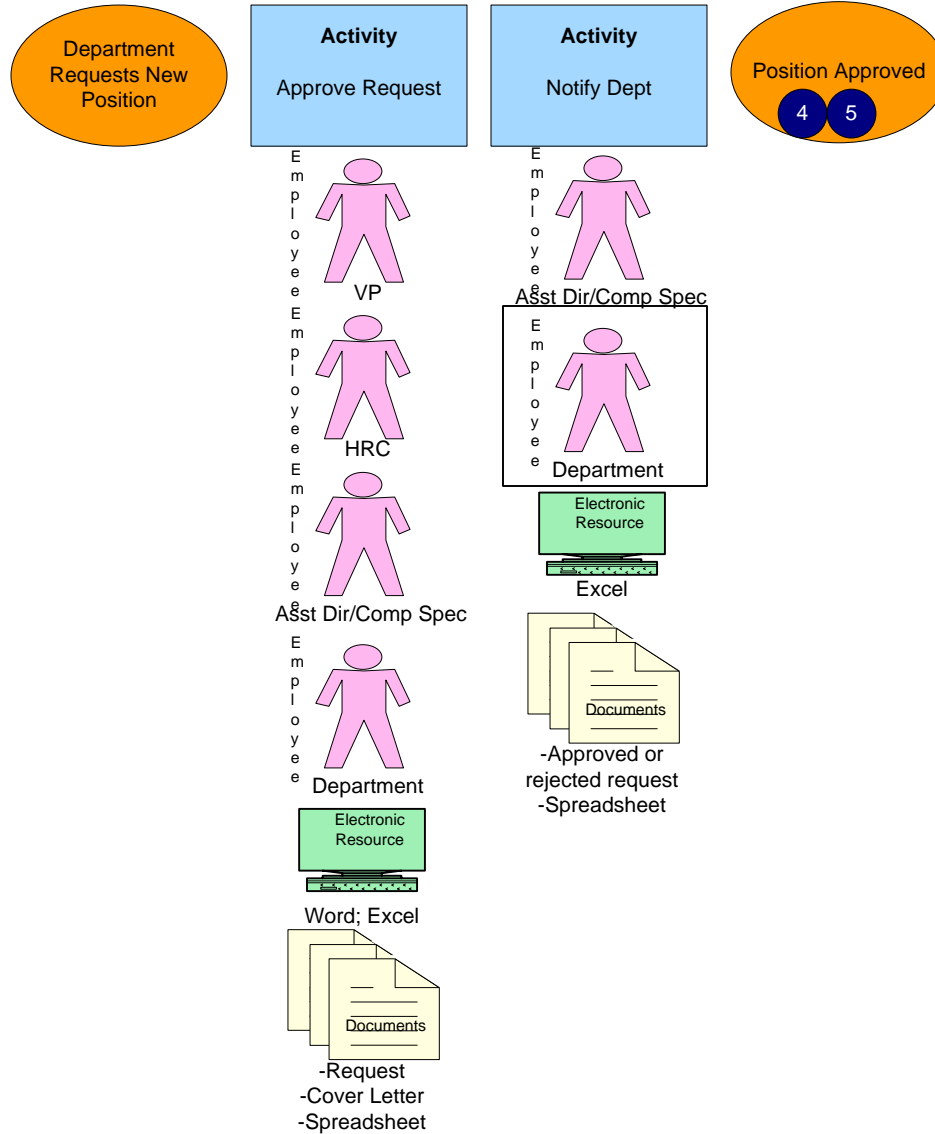 Department
Requests New
Position
Activity
Approve Request
Activity
Notify Dept
Position Approved
4 5
Employee
VP
Employee
HRC
Employee
Asst Dir/Comp Spec
Employee
Department
Electronic
Resource
Word; Excel
Documents
-Request
-Cover Letter
-Spreadsheet
Employee
Asst Dir/Comp Spec
Employee
Department
Electronic
Resource
Excel
Documents
-Approved or
rejected request
-Spreadsheet